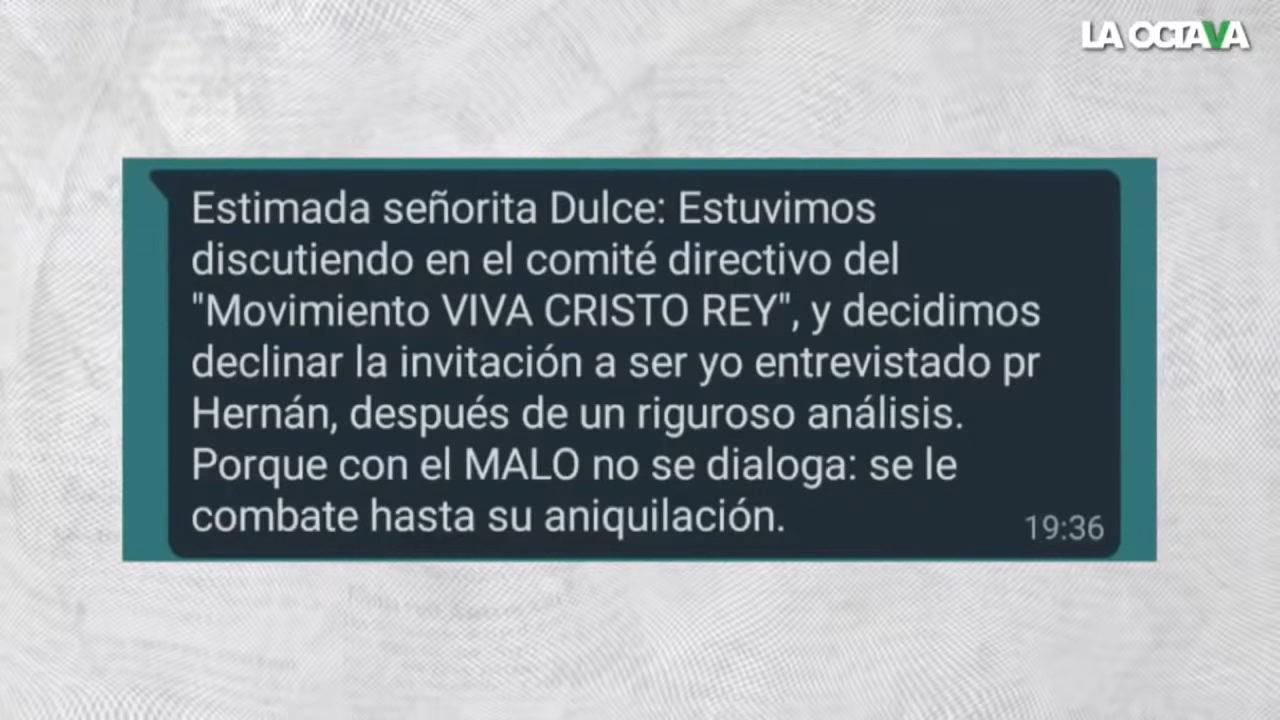 LA OCTAVA
Estimada señorita Dulce: Estuvimos
discutiendo en el comité directivo del
"Movimiento VIVA CRISTO REY", y decidimos
declinar la invitación a ser yo entrevistado pr
Hernán, después de un riguroso análisis.
Porque con el MALO no se dialoga: se le
combate hasta su aniquilación.
19:36